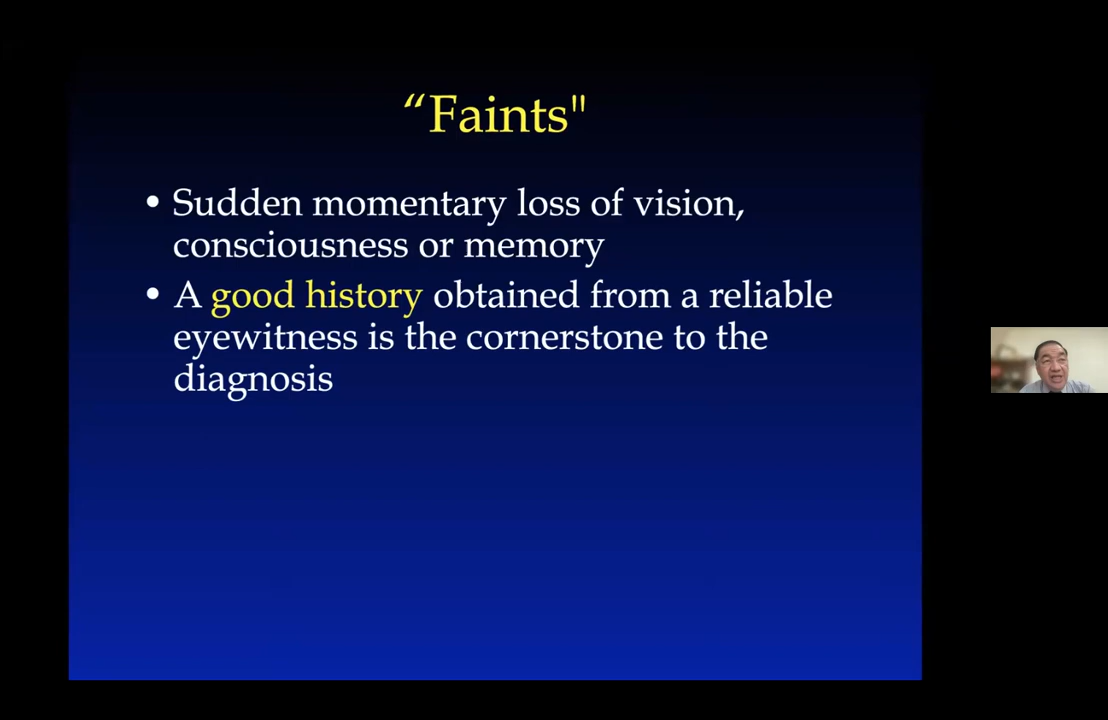 “Faints"
• Sudden momentary loss of vision,
consciousness or memory
• A good history obtained from a reliable
eyewitness is the cornerstone to the
diagnosis